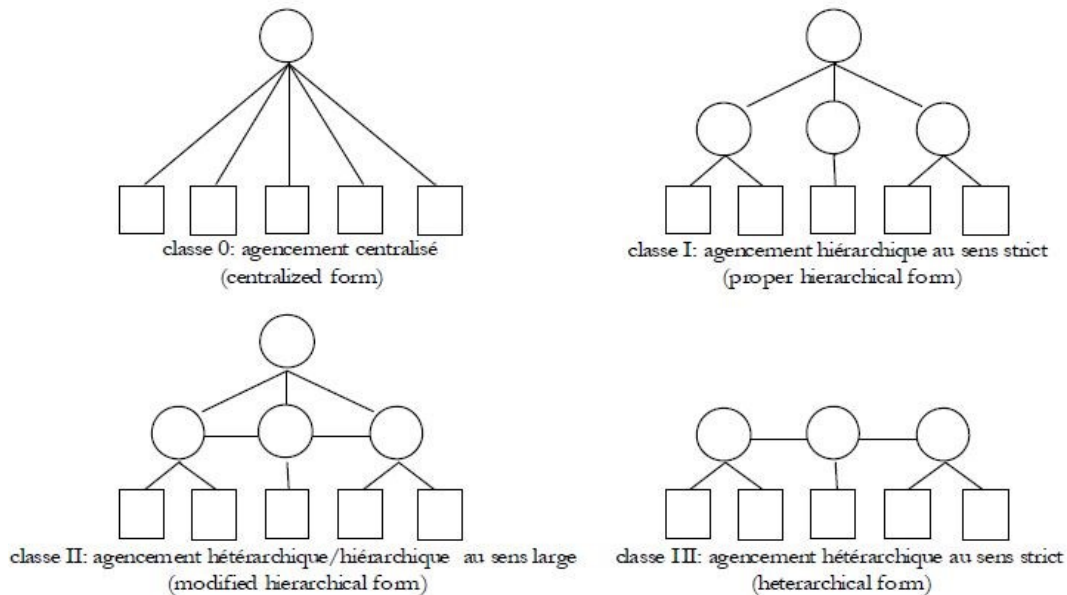 classe 0: agencement centralisé
(centralized form)
classe I: agencement hiérarchique au sens strict
(proper hierarchical form)
classe II: agencement hétérarchique/hiérarchique au sens large
(modified hierarchical form)
classe III: agencement hétérarchique au sens strict
(heterarchical form)